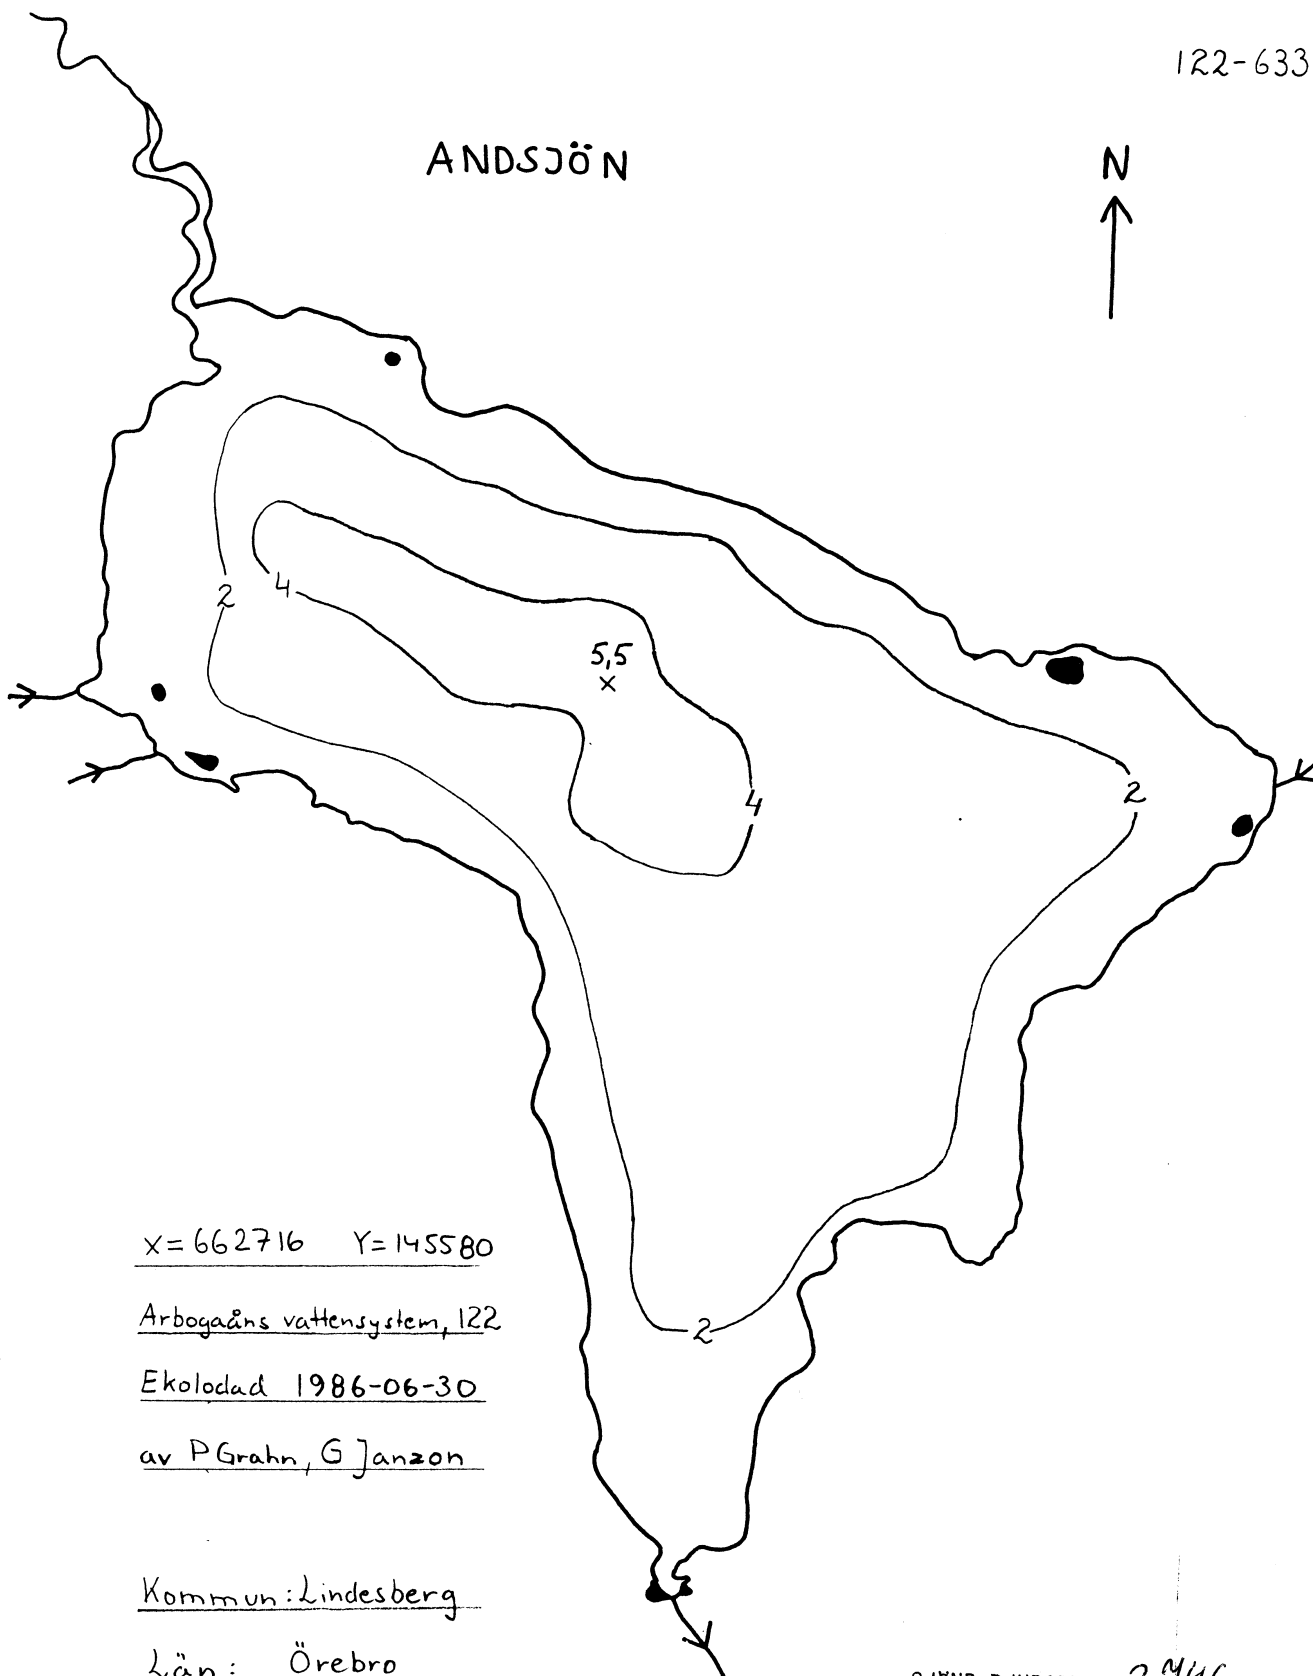 122-633
ANDSJÖN
N
2
4
5,5
x
2
4
2
x=662716 Y=145580
Arbogaåns vattensystem, 122
Ekolodad 1986-06-30
av P Grahn, G Janzon
Kommun: Lindesberg
Län: Örebro